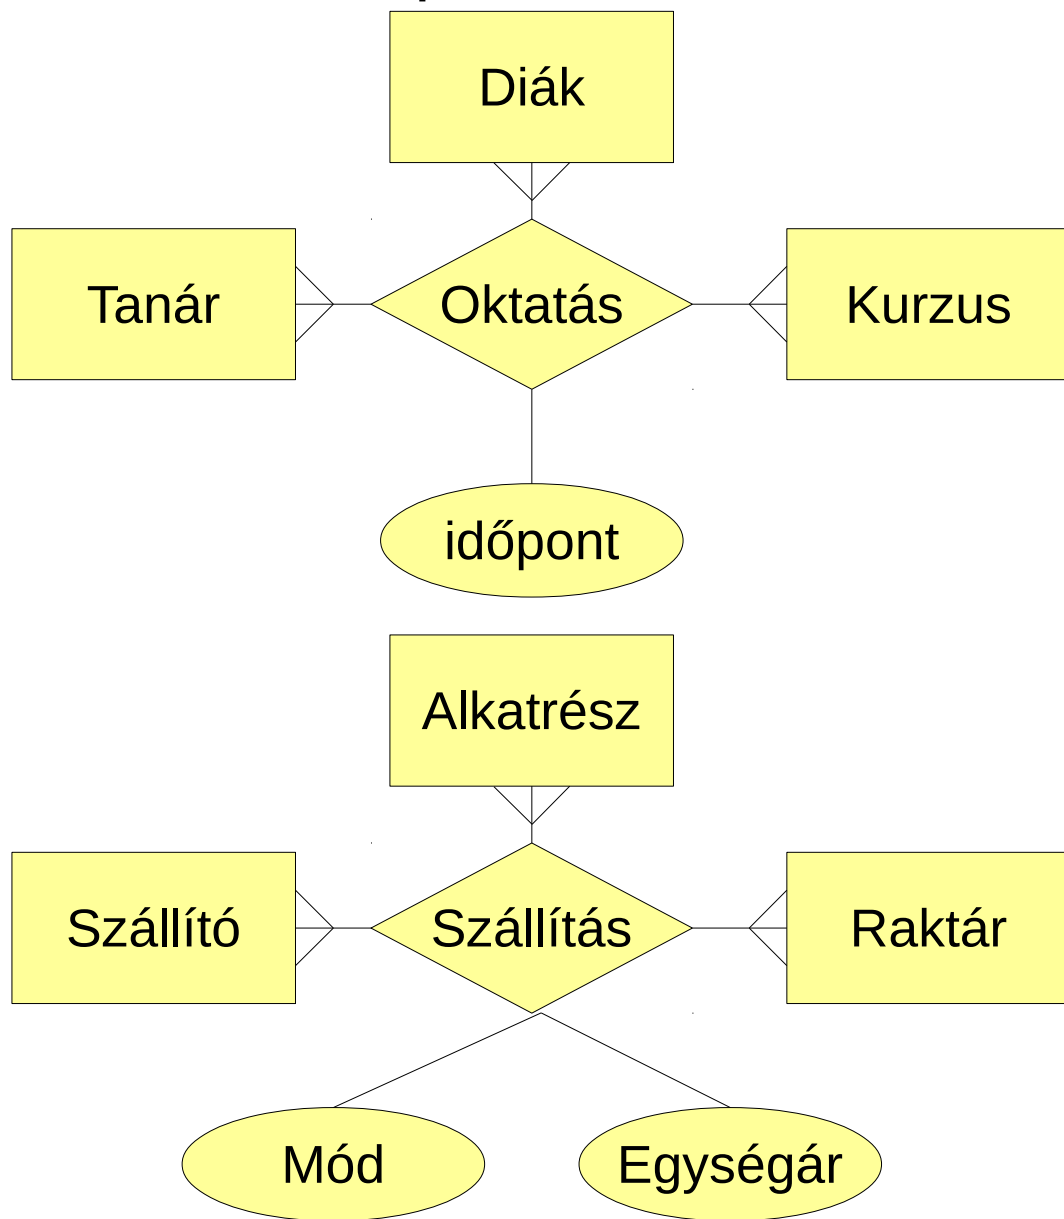 Diák
Tanár
Oktatás
Kurzus
időpont
Alkatrész
Szállító
Szállítás
Raktár
Mód
Egységár